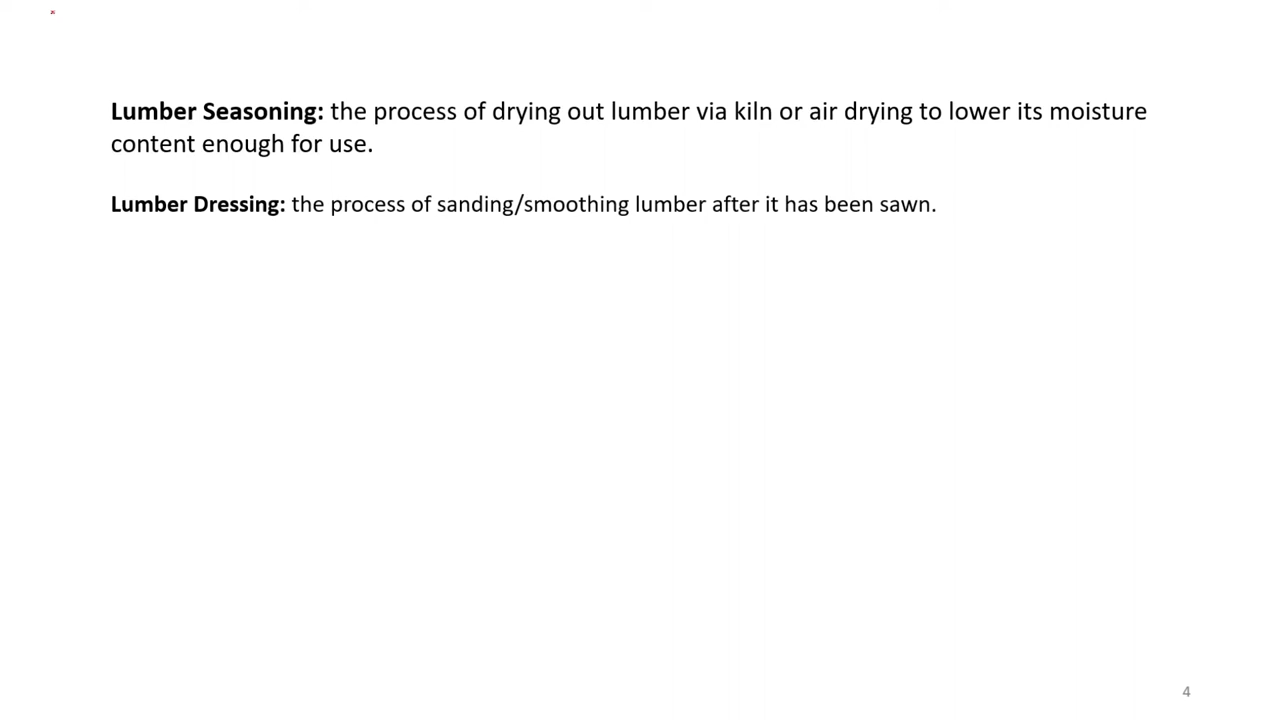 Lumber Seasoning: the process of drying out lumber via kiln or air drying to lower its moisture
content enough for use.
Lumber Dressing: the process of sanding/smoothing lumber after it has been sawn.
4